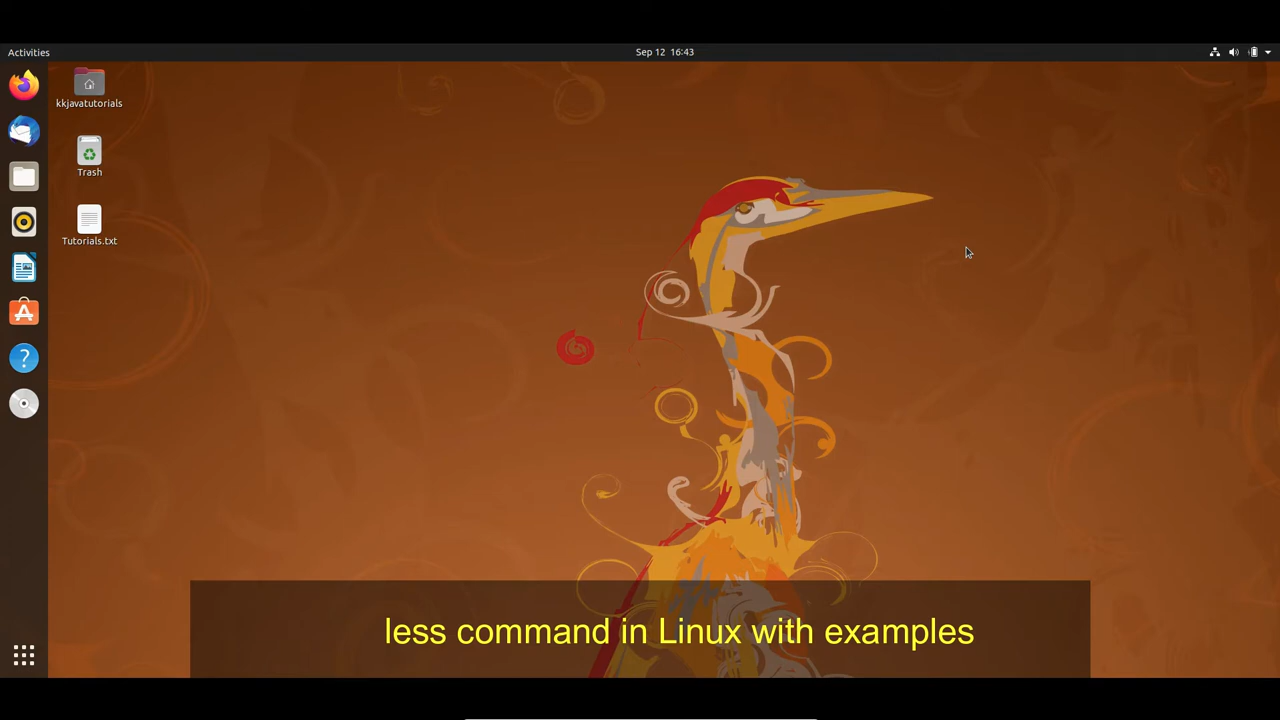 Activities
Sep 12 16:43
kkjavatutorials
Trash
Tutorials.txt
?
less command in Linux with examples